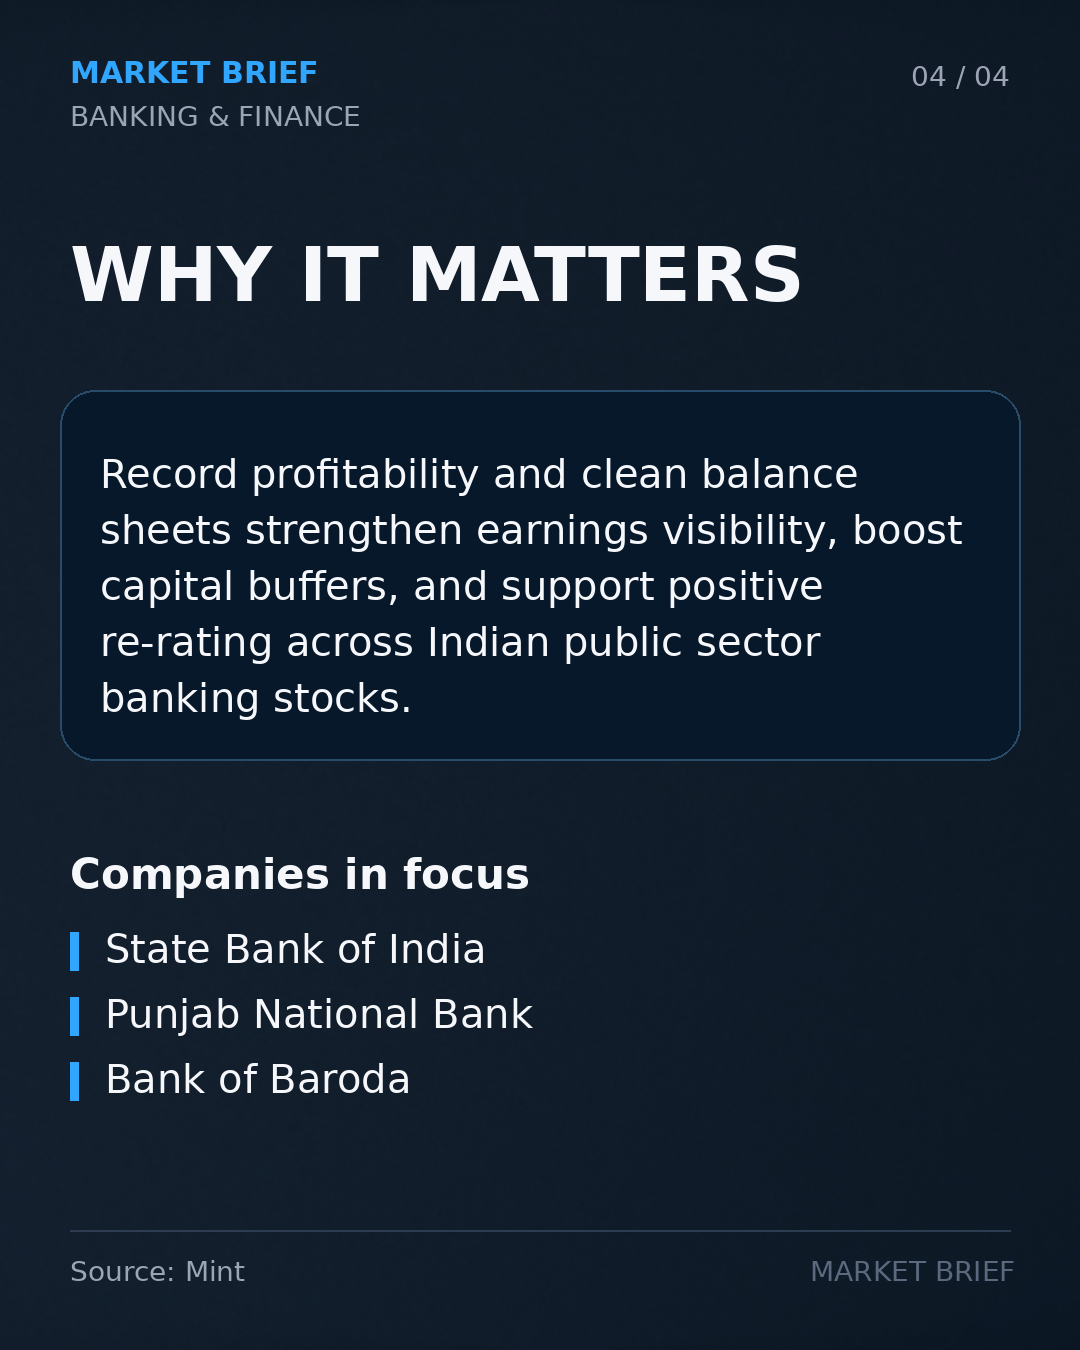 MARKET BRIEF
04 / 04
BANKING & FINANCE
WHY IT MATTERS
Record profitability and clean balance
sheets strengthen earnings visibility, boost
capital buffers, and support positive
re-rating across Indian public sector
banking stocks.
Companies in focus
State Bank of India
Punjab National Bank
Bank of Baroda
Source: Mint
MARKET BRIEF